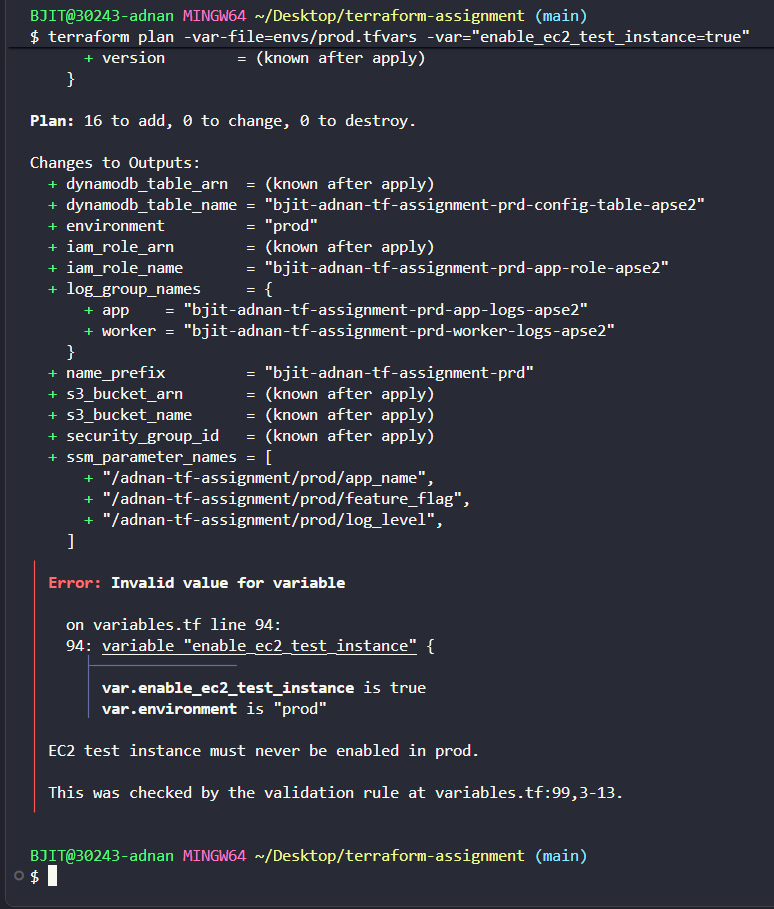 BJIT@30243-adnan MINGW64 ~/Desktop/terraform-assignment (main)
$ terraform plan -var-file=envs/prod.tfvars -var="enable_ec2_test_instance=true"
+ version        = (known after apply)
}
Plan: 16 to add, 0 to change, 0 to destroy.
Changes to Outputs:
+ dynamodb_table_arn  = (known after apply)
+ dynamodb_table_name = "bjit-adnan-tf-assignment-prd-config-table-apse2"
+ environment         = "prod"
+ iam_role_arn        = (known after apply)
+ iam_role_name       = "bjit-adnan-tf-assignment-prd-app-role-apse2"
+ log_group_names     = {
+ app    = "bjit-adnan-tf-assignment-prd-app-logs-apse2"
+ worker = "bjit-adnan-tf-assignment-prd-worker-logs-apse2"
}
+ name_prefix         = "bjit-adnan-tf-assignment-prd"
+ s3_bucket_arn       = (known after apply)
+ s3_bucket_name      = (known after apply)
+ security_group_id   = (known after apply)
+ ssm_parameter_names = [
+ "/adnan-tf-assignment/prod/app_name",
+ "/adnan-tf-assignment/prod/feature_flag",
+ "/adnan-tf-assignment/prod/log_level",
]
Error: Invalid value for variable
on variables.tf line 94:
94: variable "enable_ec2_test_instance" {
var.enable_ec2_test_instance is true
var.environment is "prod"
EC2 test instance must never be enabled in prod.
This was checked by the validation rule at variables.tf:99,3-13.
BJIT@30243-adnan MINGW64 ~/Desktop/terraform-assignment (main)
$